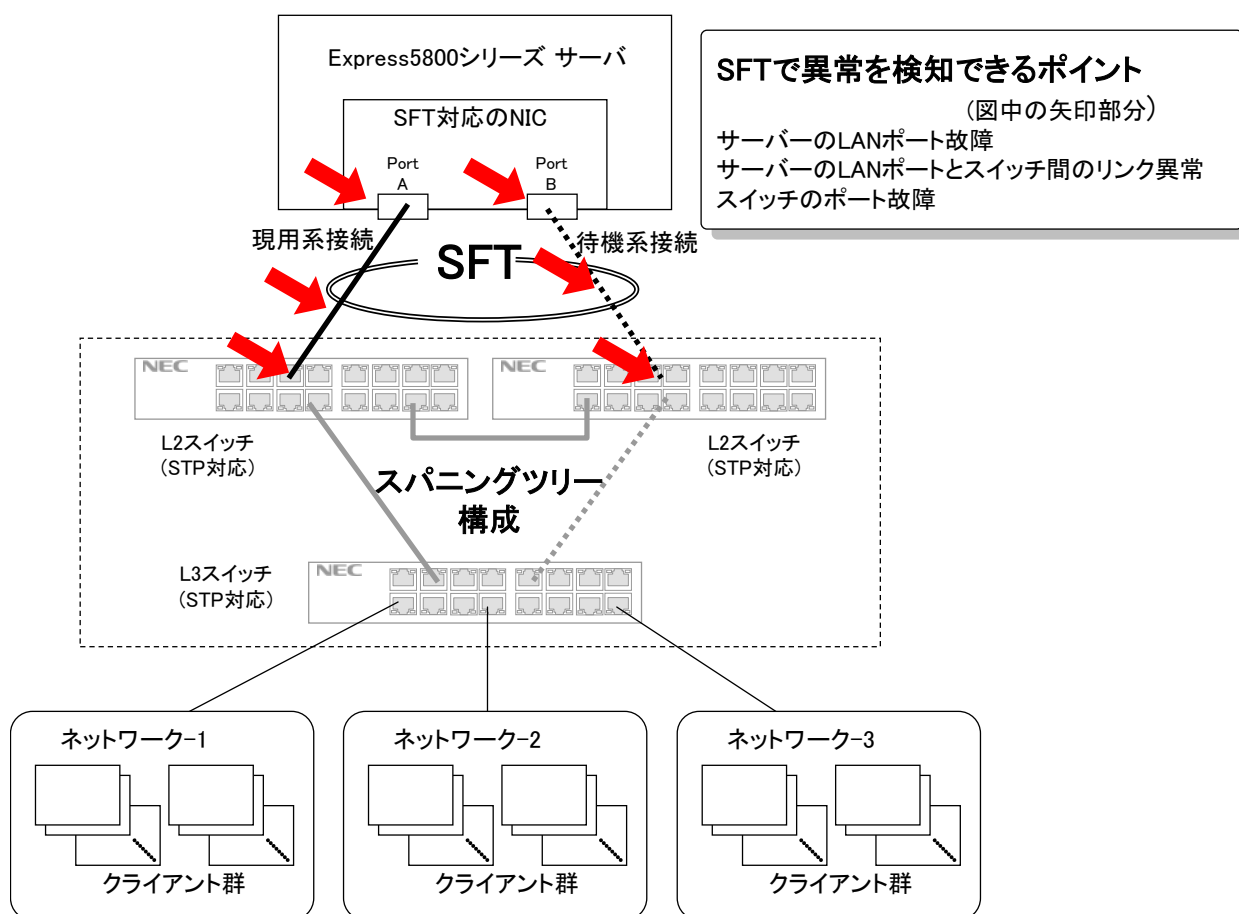 Express5800シリーズ サーバ
SFT対応のNIC
Port
A
Port
B
SFTで異常を検知できるポイント
(図中の矢印部分)
サーバーのLANポート故障
サーバーのLANポートとスイッチ間のリンク異常
スイッチのポート故障
現用系接続
SFT
待機系接続
NEC
NEC
L2スイッチ
(STP対応)
L2スイッチ
(STP対応)
スパニングツリー
構成
L3スイッチ
(STP対応)
NEC
ネットワーク-1
ネットワーク-2
ネットワーク-3
クライアント群
クライアント群
クライアント群